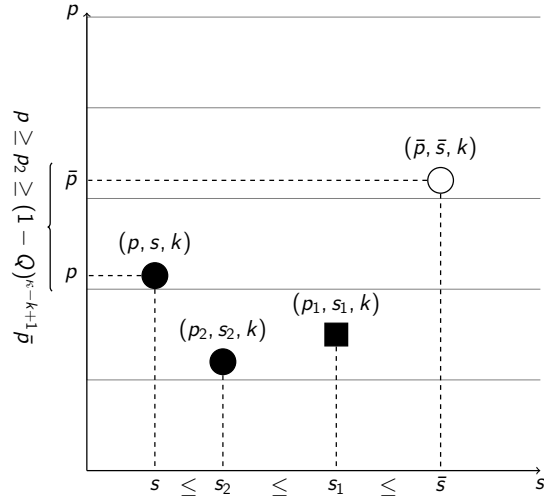 p
(p̄, s̄, k)
p̄
(p, s, k)
p
(p₁, s₁, k)
(p₂, s₂, k)
p ≥ p₂ ≥ (1 − Q)^{κ−k+1} p̄
s ≤ s₂ ≤ s₁ ≤ s̄ s